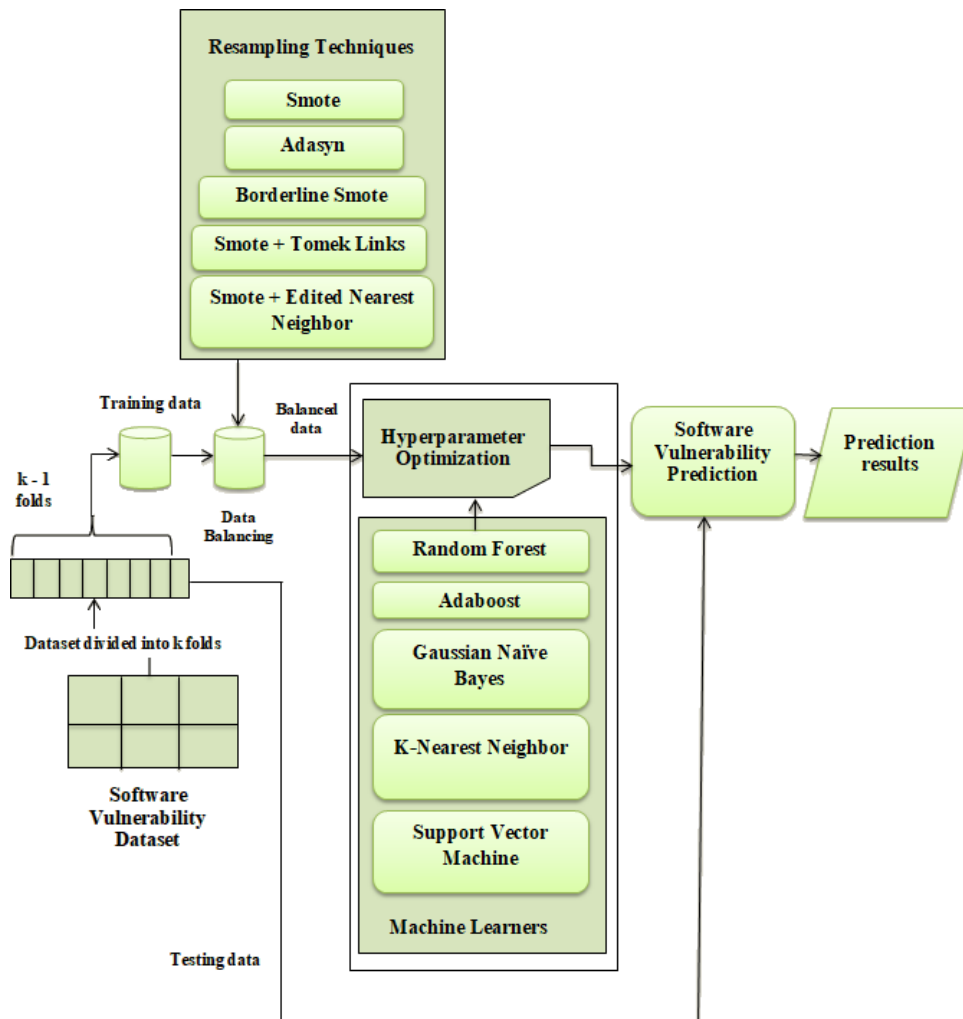 Resampling Techniques
Smote
Adasyn
Borderline Smote
Smote + Tomek Links
Smote + Edited Nearest
Neighbor
Training data
Balanced
data
k - 1
folds
Data
Balancing
Hyperparameter
Optimization
Software
Vulnerability
Prediction
Prediction
results
Random Forest
Adaboost
Gaussian Naïve
Bayes
K-Nearest Neighbor
Support Vector
Machine
Machine Learners
Dataset divided into k folds
Software
Vulnerability
Dataset
Testing data